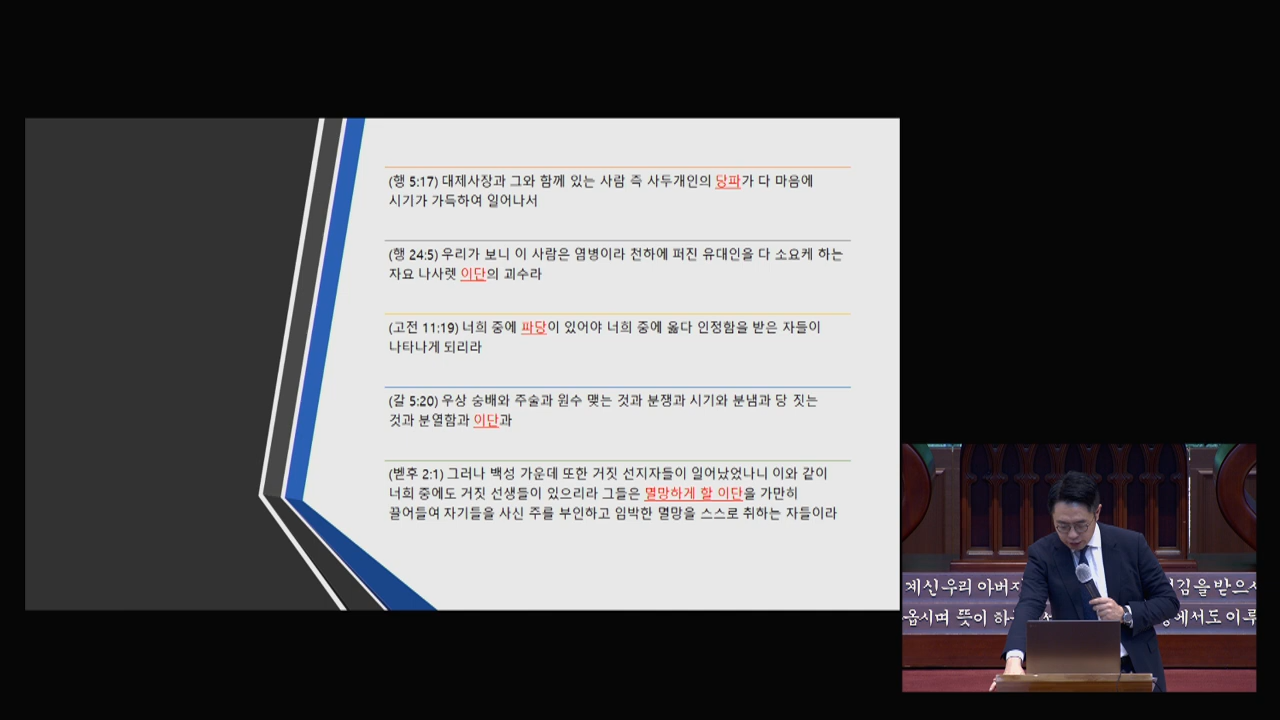 (행 5:17) 대제사장과 그와 함께 있는 사람 즉 사두개인의 당파가 다 마음에
시기가 가득하여 일어나서
(행 24:5) 우리가 보니 이 사람은 염병이라 천하에 퍼진 유대인을 다 소요케 하는
자요 나사렛 이단의 괴수라
(고전 11:19) 너희 중에 파당이 있어야 너희 중에 옳다 인정함을 받은 자들이
나타나게 되리라
(갈 5:20) 우상 숭배와 주술과 원수 맺는 것과 분쟁과 시기와 분냄과 당 짓는
것과 분열함과 이단과
(벧후 2:1) 그러나 백성 가운데 또한 거짓 선지자들이 일어났었나니 이와 같이
너희 중에도 거짓 선생들이 있으리라 그들은 멸망하게 할 이단을 가만히
끌어들여 자기들을 사신 주를 부인하고 임박한 멸망을 스스로 취하는 자들이라
계신 우리 아버지 김을 받으시
옵시며 뜻이 하 에서도 이루